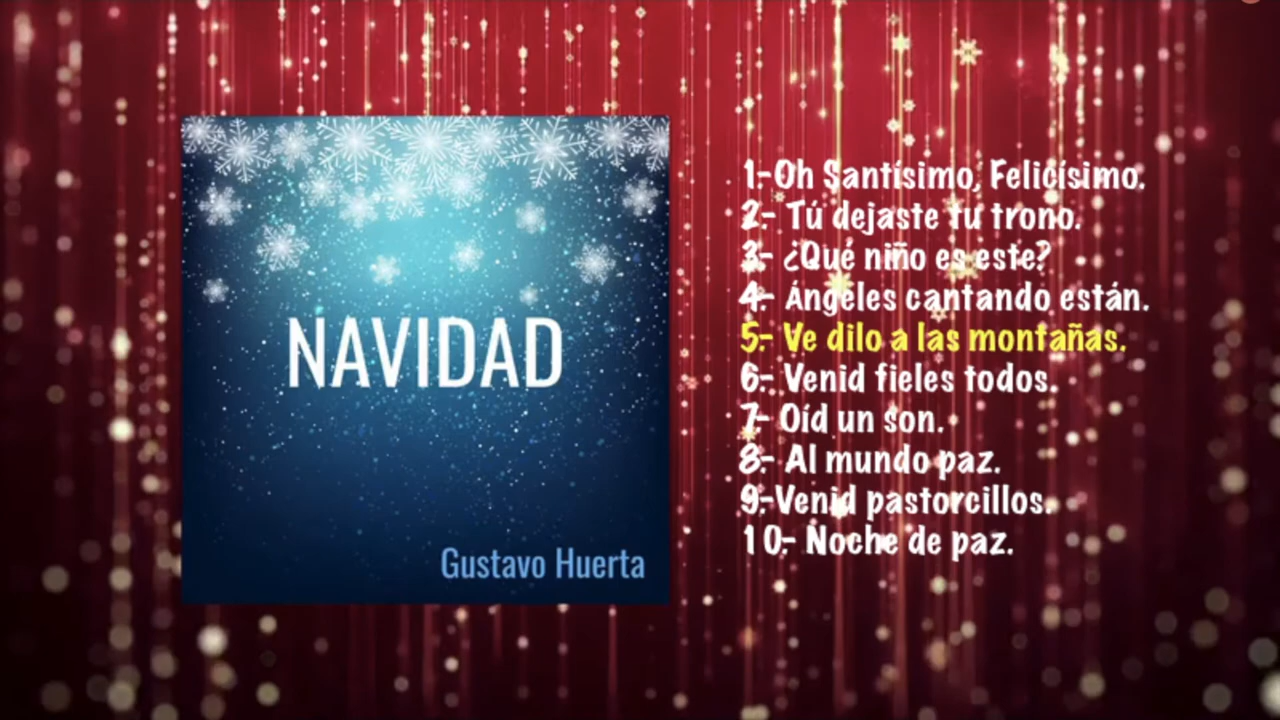 NAVIDAD
Gustavo Huerta
1-Oh Santísimo, Felicísimo.
2- Tú dejaste tu trono.
3- ¿Qué niño es este?
4- Ángeles cantando están.
5- Ve dilo a las montañas.
6- Venid fieles todos.
7- Oíd un son.
8- Al mundo paz.
9-Venid pastorcillos.
10- Noche de paz.